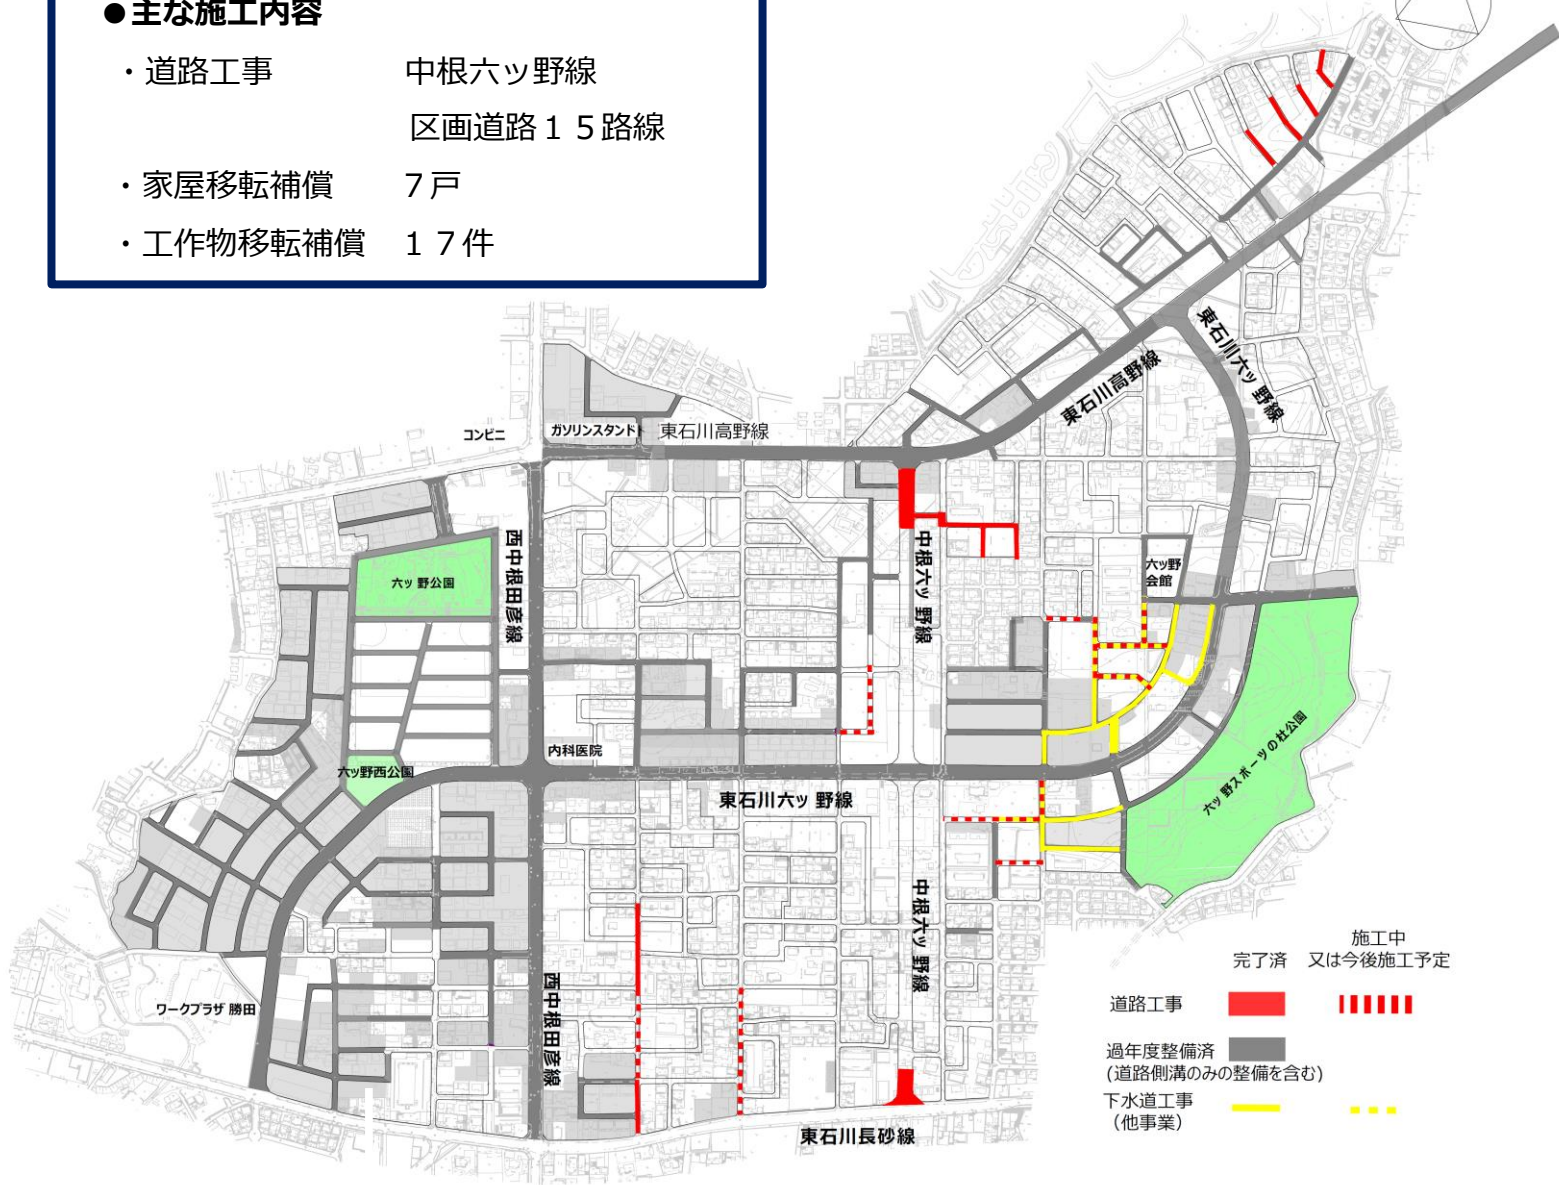 ●主な施工内容
・道路工事 中根六ッ野線
区画道路１５路線
・家屋移転補償 ７戸
・工作物移転補償 １７件
東石川六ッ野線
東石川高野線
コンビニ
ガソリンスタンド
東石川高野線
西中根田彦線
六ッ野公園
中根六ッ野線
六ッ野
会館
六ッ野スポーツの杜公園
内科医院
六ッ野西公園
東石川六ッ野線
中根六ッ野線
西中根田彦線
ワークプラザ勝田
東石川長砂線
完了済
施工中
又は今後施工予定
道路工事
過年度整備済
(道路側溝のみの整備を含む)
下水道工事
（他事業）